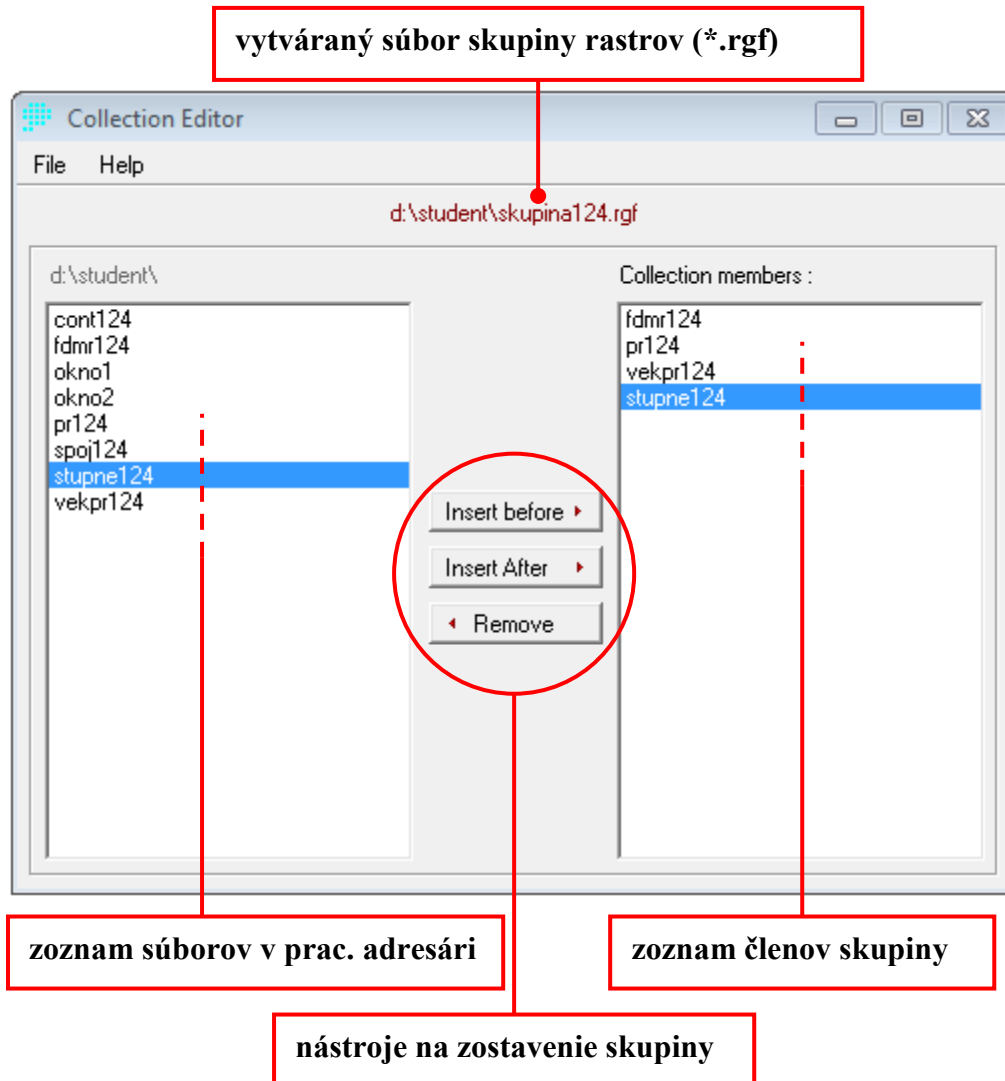 vytváraný súbor skupiny rastrov (*.rgf)
Collection Editor
File Help
d:\student\skupina124.rgf
d:\student\
cont124
fdmr124
okno1
okno2
pr124
spoj124
stupne124
vekpr124
Insert before
Insert After
Remove
Collection members :
fdmr124
pr124
vekpr124
stupne124
zoznam súborov v prac. adresári
zoznam členov skupiny
nástroje na zostavenie skupiny